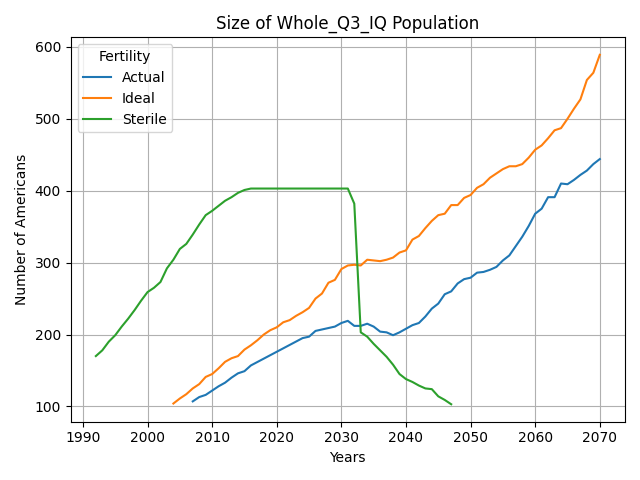 Size of Whole_Q3_IQ Population
Fertility
Actual
Ideal
Sterile
Number of Americans
600
500
400
300
200
100
1990
2000
2010
2020
2030
2040
2050
2060
2070
Years